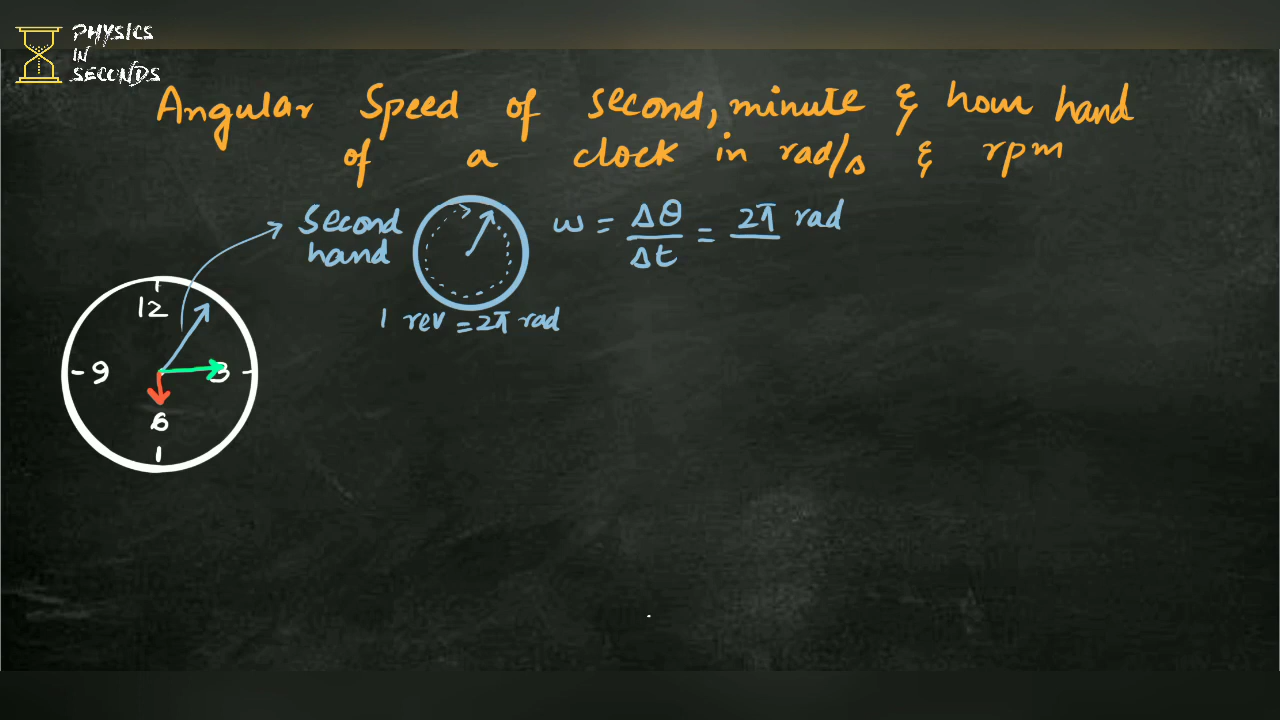 PHYSICS
IN
SECONDS
Angular Speed of second, minute & hour hand
of a clock in rad/s & rpm
second
hand
ω = Δθ/Δt = 2π rad
1 rev = 2π rad
12
9
3
6